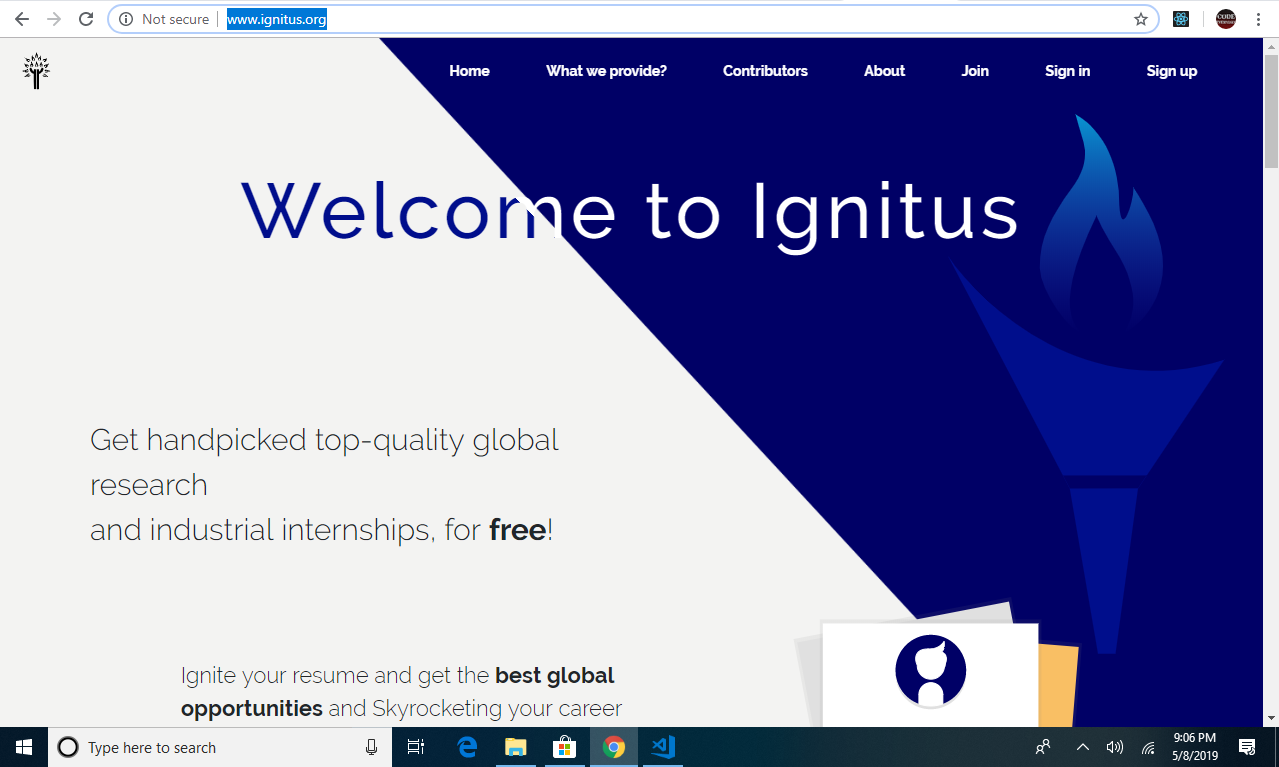 Not secure
www.ignitus.org
CODE
Home What we provide? Contributors About Join Sign in Sign up
Welcome to Ignitus
Get handpicked top-quality global
research
and industrial internships, for free!
Ignite your resume and get the best global
opportunities and Skyrocketing your career
Type here to search
9:06 PM
5/8/2019